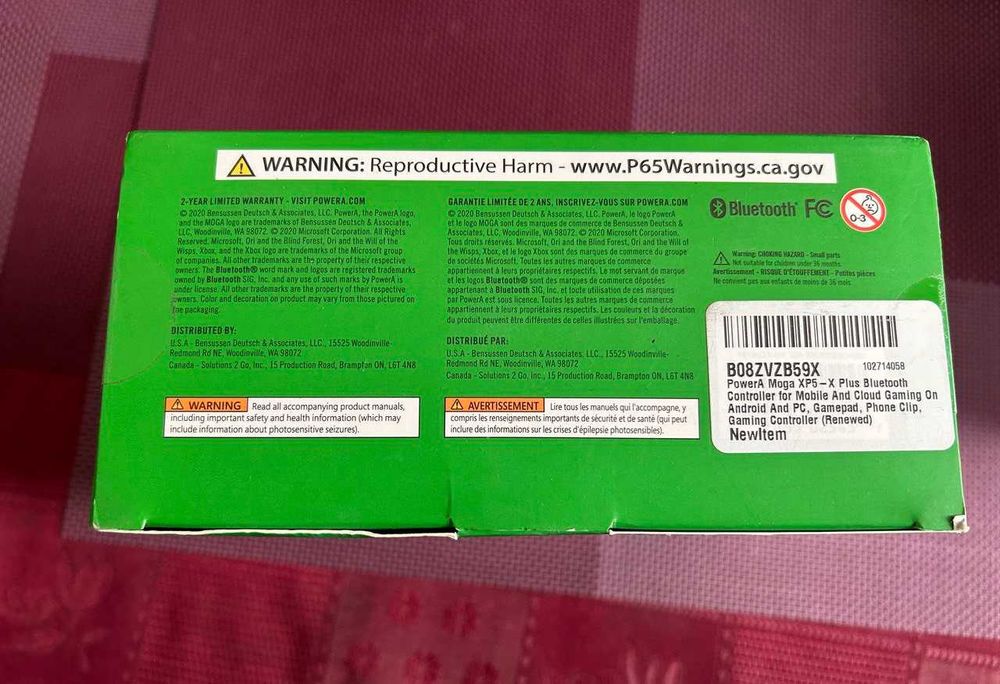 WARNING: Reproductive Harm - www.P65Warnings.ca.gov
2-YEAR LIMITED WARRANTY - VISIT POWERA.COM
© 2020 Bensussen Deutsch & Associates, LLC. PowerA, the PowerA logo,
and the MOGA logo are trademarks of Bensussen Deutsch & Associates,
LLC, Woodinville, WA 98072. © 2020 Microsoft Corporation. All Rights
Reserved. Microsoft, Ori and the Blind Forest, Ori and the Will of the
Wisps, Xbox, and the Xbox logo are trademarks of the Microsoft group
of companies. All other trademarks are the property of their respective
owners. The Bluetooth® word mark and logos are registered trademarks
owned by Bluetooth SIG, Inc. and any use of such marks by PowerA is
under license. All other trademarks are the property of their respective
owners. Color and decoration on product may vary from those pictured on
the packaging.
DISTRIBUTED BY:
U.S.A - Bensussen Deutsch & Associates, LLC., 15525 Woodinville-
Redmond Rd NE, Woodinville, WA 98072
Canada - Solutions 2 Go, Inc., 15 Production Road, Brampton ON, L6T 4N8
WARNING Read all accompanying product manuals,
including important safety and health information (which may
include information about photosensitive seizures).
GARANTIE LIMITÉE DE 2 ANS, INSCRIVEZ-VOUS SUR POWERA.COM
© 2020 Bensussen Deutsch & Associates, LLC. PowerA, le logo PowerA
et le logo MOGA sont des marques de commerce de Bensussen Deutsch &
Associates, LLC, Woodinville, WA 98072. © 2020 Microsoft Corporation.
Tous droits réservés. Microsoft, Ori and the Blind Forest, Ori and the Will of
the Wisps, Xbox, et le logo Xbox sont des marques de commerce du groupe
de sociétés Microsoft. Toutes les autres marques de commerce
appartiennent à leurs propriétaires respectifs. Le mot servant de marque
et les logos Bluetooth® sont des marques de commerce déposées
appartenant à Bluetooth SIG, Inc. et toute utilisation de ces marques
par PowerA est sous licence. Toutes les autres marques de commerce
appartiennent à leurs propriétaires respectifs. Les couleurs et la décoration
du produit peuvent être différentes de celles illustrées sur l'emballage.
DISTRIBUÉ PAR:
U.S.A - Bensussen Deutsch & Associates, LLC., 15525 Woodinville-
Redmond Rd NE, Woodinville, WA 98072
Canada - Solutions 2 Go, Inc., 15 Production Road, Brampton ON, L6T 4N8
AVERTISSEMENT Lire tous les manuels qui l'accompagne, y
compris les renseignements importants de sécurité et de santé (qui peut
inclure des informations sur les crises d'épilepsie photosensibles).
Bluetooth® FC
0-3
Warning: CHOKING HAZARD - Small parts
Not suitable for children under 36 months
Avertissement - RISQUE D'ÉTOUFFEMENT - Petites pièces
Ne convient pas aux enfants de moins de 36 mois
B08ZVZB59X 102714058
PowerA Moga XP5-X Plus Bluetooth
Controller for Mobile And Cloud Gaming On
Android And PC, Gamepad, Phone Clip,
Gaming Controller (Renewed)
NewItem